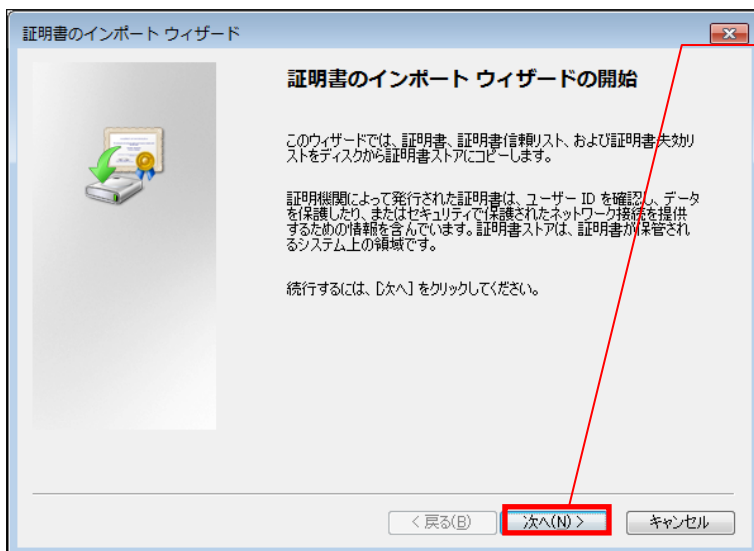 証明書のインポート ウィザード
証明書のインポート ウィザードの開始
このウィザードでは、証明書、証明書信頼リスト、および証明書失効リ
ストをディスクから証明書ストアにコピーします。
証明機関によって発行された証明書は、ユーザー ID を確認し、データ
を保護したり、またはセキュリティで保護されたネットワーク接続を提供
するための情報を含んでいます。証明書ストアは、証明書が保管され
るシステム上の領域です。
続行するには、[次へ] をクリックしてください。
< 戻る(B)
次へ(N) >
キャンセル